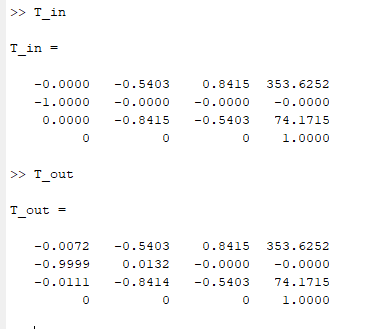 >> T_in
T_in =
-0.0000 -0.5403 0.8415 353.6252
-1.0000 -0.0000 -0.0000 -0.0000
0.0000 -0.8415 -0.5403 74.1715
0 0 0 1.0000
>> T_out
T_out =
-0.0072 -0.5403 0.8415 353.6252
-0.9999 0.0132 -0.0000 -0.0000
-0.0111 -0.8414 -0.5403 74.1715
0 0 0 1.0000